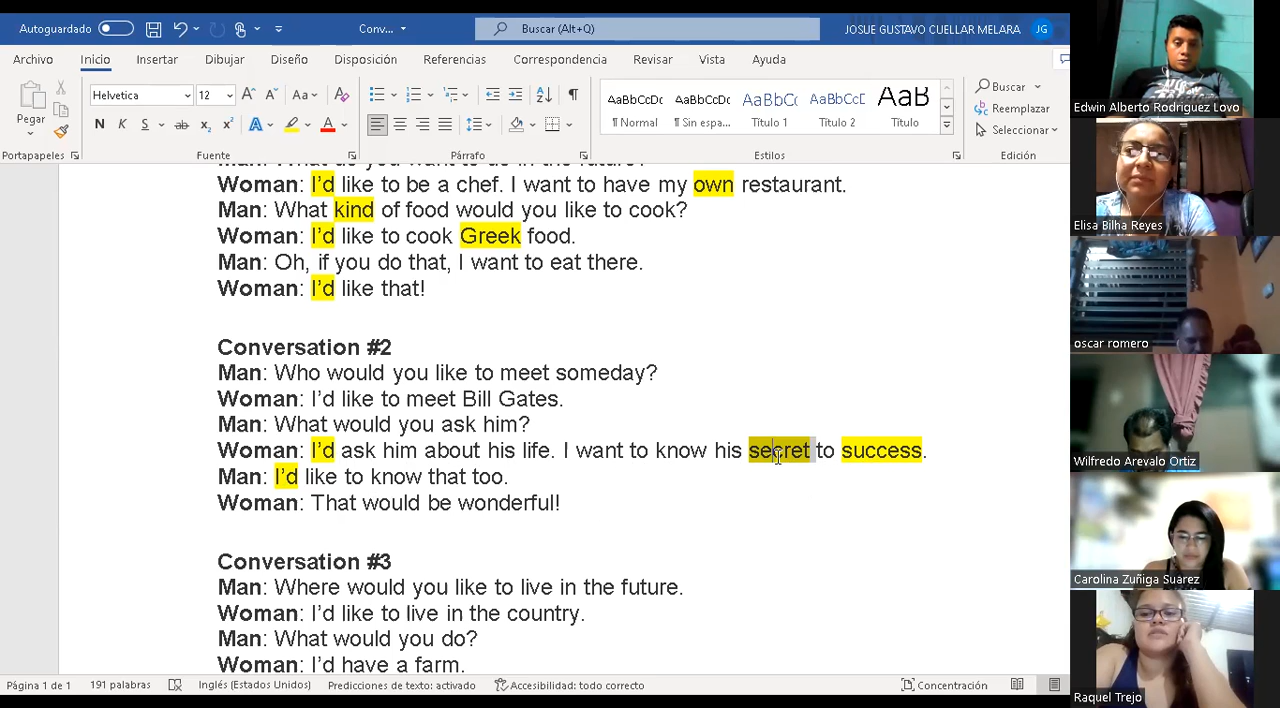 Autoguardado
Conv...
Buscar (Alt+Q)
JOSUE GUSTAVO CUELLAR MELARA
JG
Archivo
Inicio
Insertar
Dibujar
Diseño
Disposición
Referencias
Correspondencia
Revisar
Vista
Ayuda
Pegar
Helvetica
12
Aa
N K S ab x₂ x² A A
AaBbCcDc
¶ Normal
AaBbCcDc
¶ Sin espa...
AaBbC(
Título 1
AaBbCcE
Título 2
AaB
Título
Buscar
Reemplazar
Seleccionar
Portapapeles
Fuente
Párrafo
Estilos
Edición
Woman: I’d like to be a chef. I want to have my own restaurant.
Man: What kind of food would you like to cook?
Woman: I’d like to cook Greek food.
Man: Oh, if you do that, I want to eat there.
Woman: I’d like that!
Conversation #2
Man: Who would you like to meet someday?
Woman: I’d like to meet Bill Gates.
Man: What would you ask him?
Woman: I’d ask him about his life. I want to know his secret to success.
Man: I’d like to know that too.
Woman: That would be wonderful!
Conversation #3
Man: Where would you like to live in the future.
Woman: I’d like to live in the country.
Man: What would you do?
Woman: I’d have a farm.
Página 1 de 1
191 palabras
Inglés (Estados Unidos)
Predicciones de texto: activado
Accesibilidad: todo correcto
Concentración
Edwin Alberto Rodriguez Lovo
Elisa Bilha Reyes
oscar romero
Wilfredo Arevalo Ortiz
Carolina Zuñiga Suarez
Raquel Trejo